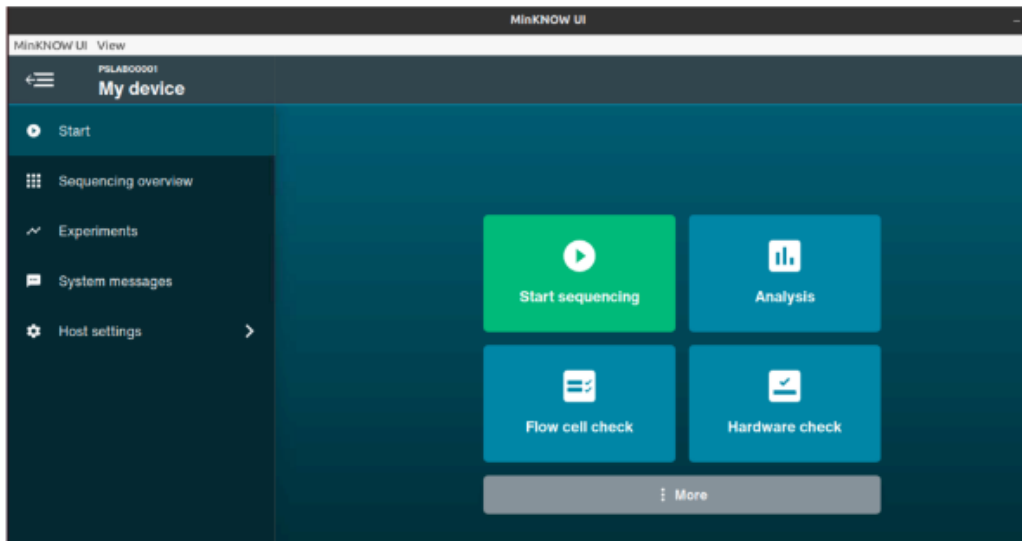 MinKNOW UI
MinKNOW UI View
PSLABO0001
My device
Start
Sequencing overview
Experiments
System messages
Host settings
Start sequencing
Analysis
Flow cell check
Hardware check
More